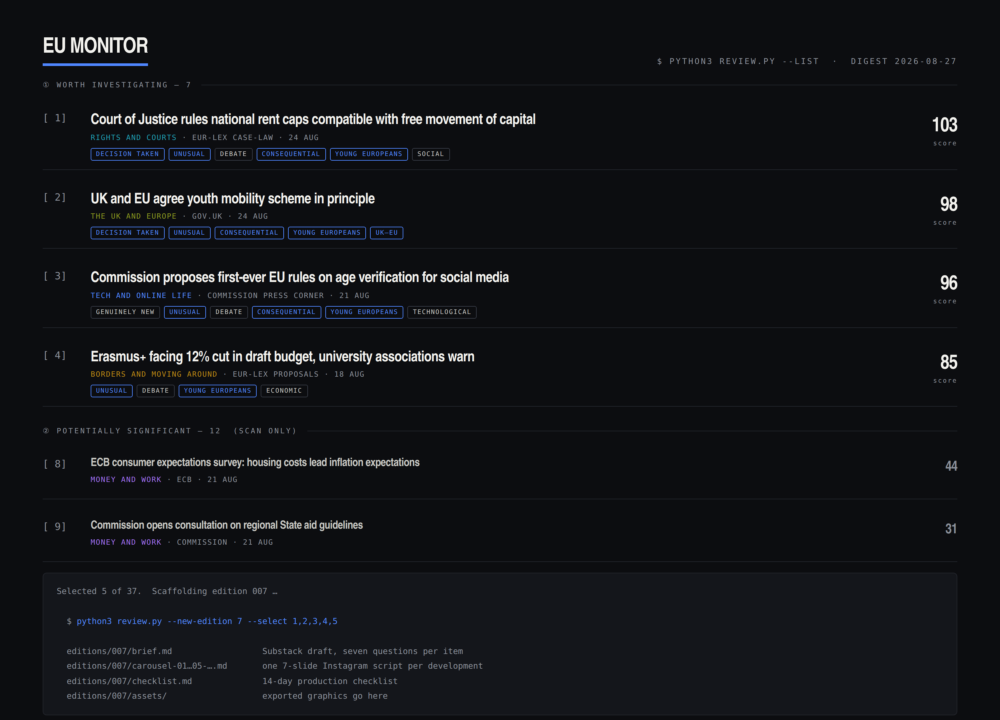 EU MONITOR
$ PYTHON3 REVIEW.PY --LIST · DIGEST 2026-08-27
① WORTH INVESTIGATING — 7
[ 1]
Court of Justice rules national rent caps compatible with free movement of capital
RIGHTS AND COURTS · EUR-LEX CASE-LAW · 24 AUG
DECISION TAKEN UNUSUAL DEBATE CONSEQUENTIAL YOUNG EUROPEANS SOCIAL
103
score
[ 2]
UK and EU agree youth mobility scheme in principle
THE UK AND EUROPE · GOV.UK · 24 AUG
DECISION TAKEN UNUSUAL CONSEQUENTIAL YOUNG EUROPEANS UK–EU
98
score
[ 3]
Commission proposes first-ever EU rules on age verification for social media
TECH AND ONLINE LIFE · COMMISSION PRESS CORNER · 21 AUG
GENUINELY NEW UNUSUAL DEBATE CONSEQUENTIAL YOUNG EUROPEANS TECHNOLOGICAL
96
score
[ 4]
Erasmus+ facing 12% cut in draft budget, university associations warn
BORDERS AND MOVING AROUND · EUR-LEX PROPOSALS · 18 AUG
UNUSUAL DEBATE YOUNG EUROPEANS ECONOMIC
85
score
② POTENTIALLY SIGNIFICANT — 12 (SCAN ONLY)
[ 8]
ECB consumer expectations survey: housing costs lead inflation expectations
MONEY AND WORK · ECB · 21 AUG
44
[ 9]
Commission opens consultation on regional State aid guidelines
MONEY AND WORK · COMMISSION · 21 AUG
31
Selected 5 of 37. Scaffolding edition 007 …
$ python3 review.py --new-edition 7 --select 1,2,3,4,5
editions/007/brief.md Substack draft, seven questions per item
editions/007/carousel-01…05-….md one 7-slide Instagram script per development
editions/007/checklist.md 14-day production checklist
editions/007/assets/ exported graphics go here